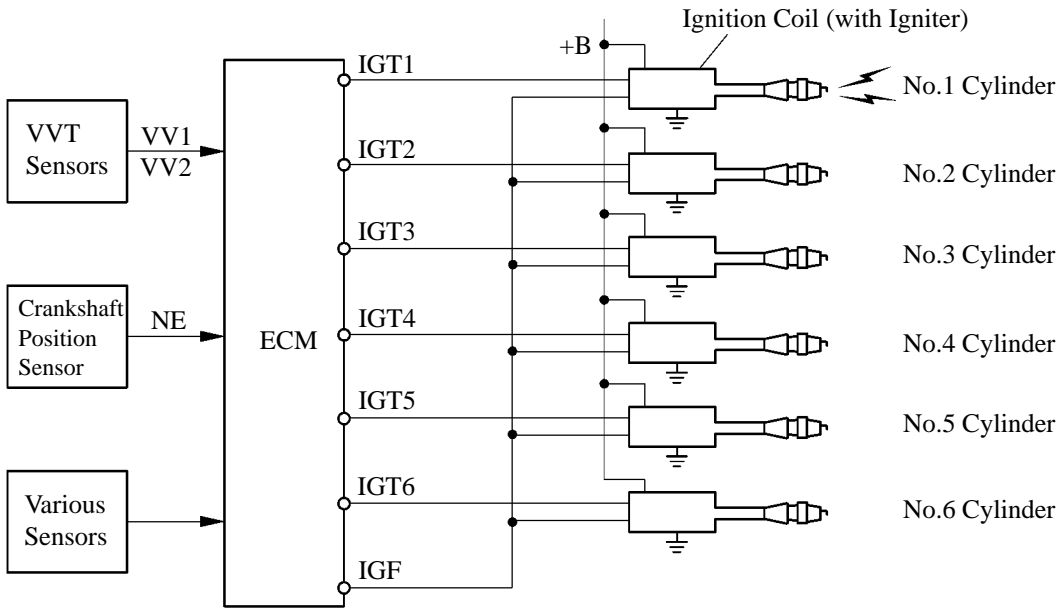 Ignition Coil (with Igniter)
+B
IGT1
No.1 Cylinder
VVT
Sensors
VV1
VV2
IGT2
No.2 Cylinder
IGT3
No.3 Cylinder
Crankshaft
Position
Sensor
NE
ECM
IGT4
No.4 Cylinder
IGT5
No.5 Cylinder
Various
Sensors
IGT6
No.6 Cylinder
IGF